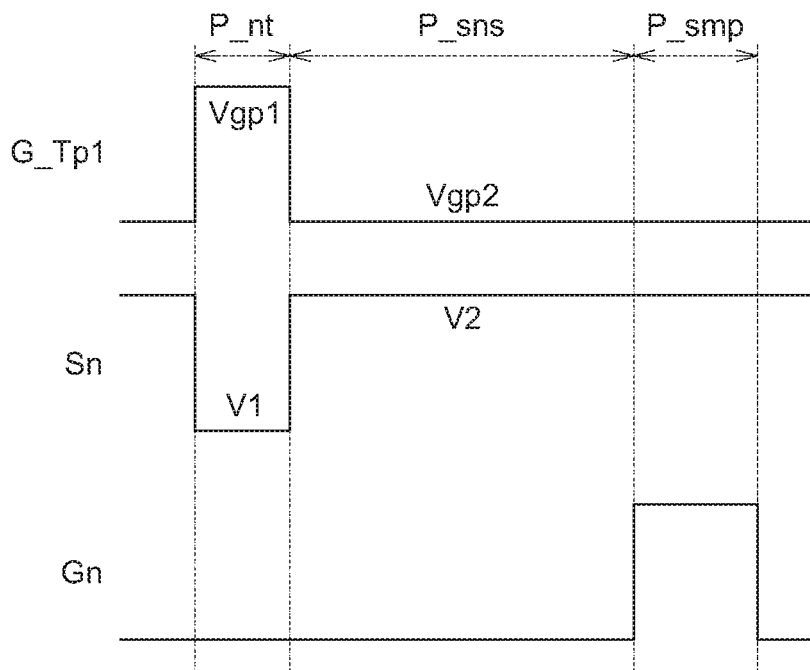 P_nt P_sns P_smp
Vgp1
G_Tp1
Vgp2
V2
Sn
V1
Gn